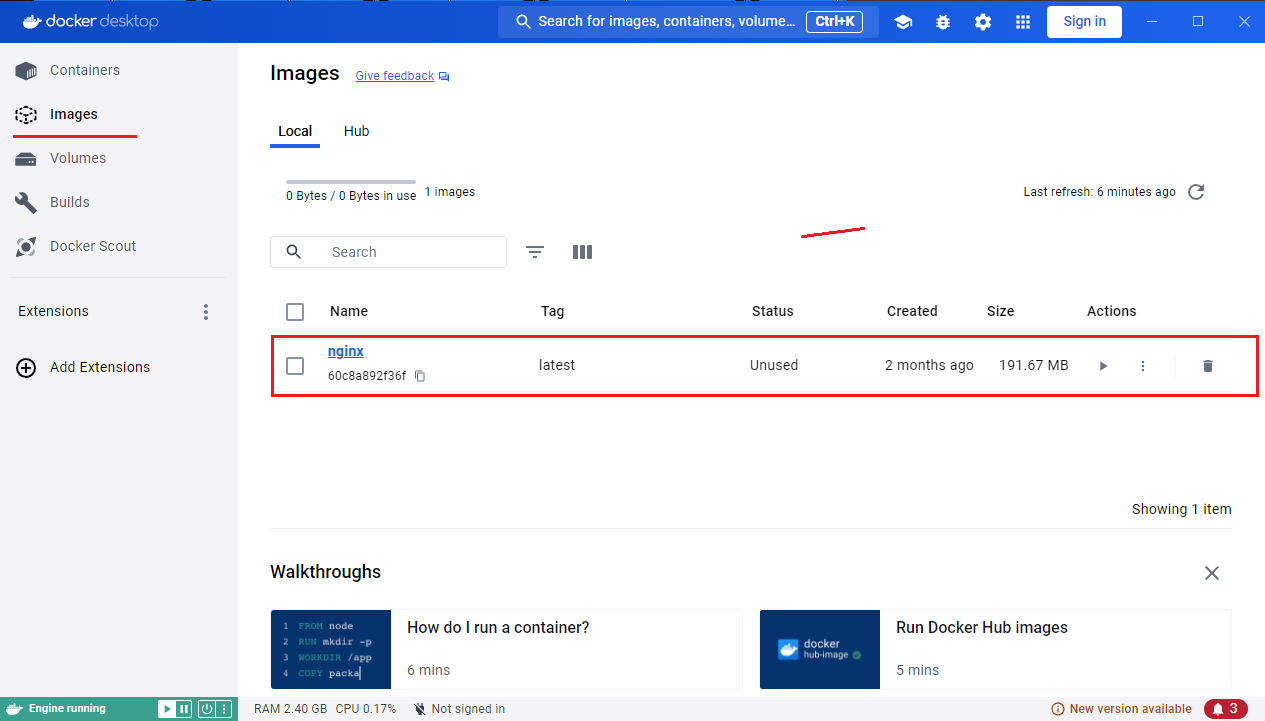 docker desktop
Search for images, containers, volume... Ctrl+K
Sign in
Containers
Images
Volumes
Builds
Docker Scout
Extensions
Add Extensions
Images Give feedback
Local Hub
0 Bytes / 0 Bytes in use 1 images
Last refresh: 6 minutes ago
Search
Name Tag Status Created Size Actions
nginx
60c8a892f36f
latest Unused 2 months ago 191.67 MB
Showing 1 item
Walkthroughs
1 FROM node
2 RUN mkdir -p
3 WORKDIR /app
4 COPY packa
How do I run a container?
6 mins
docker
hub-image
Run Docker Hub images
5 mins
Engine running
RAM 2.40 GB CPU 0.17% Not signed in
New version available 3